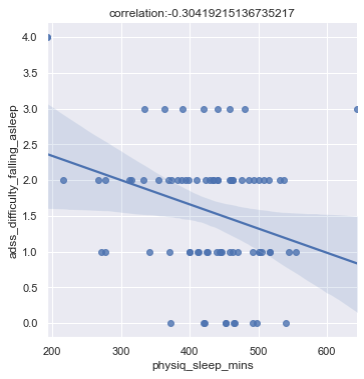 correlation:-0.30419215136735217
4.0
3.5
3.0
2.5
2.0
1.5
1.0
0.5
0.0
adss_difficulty_falling_asleep
200 300 400 500 600
physiq_sleep_mins